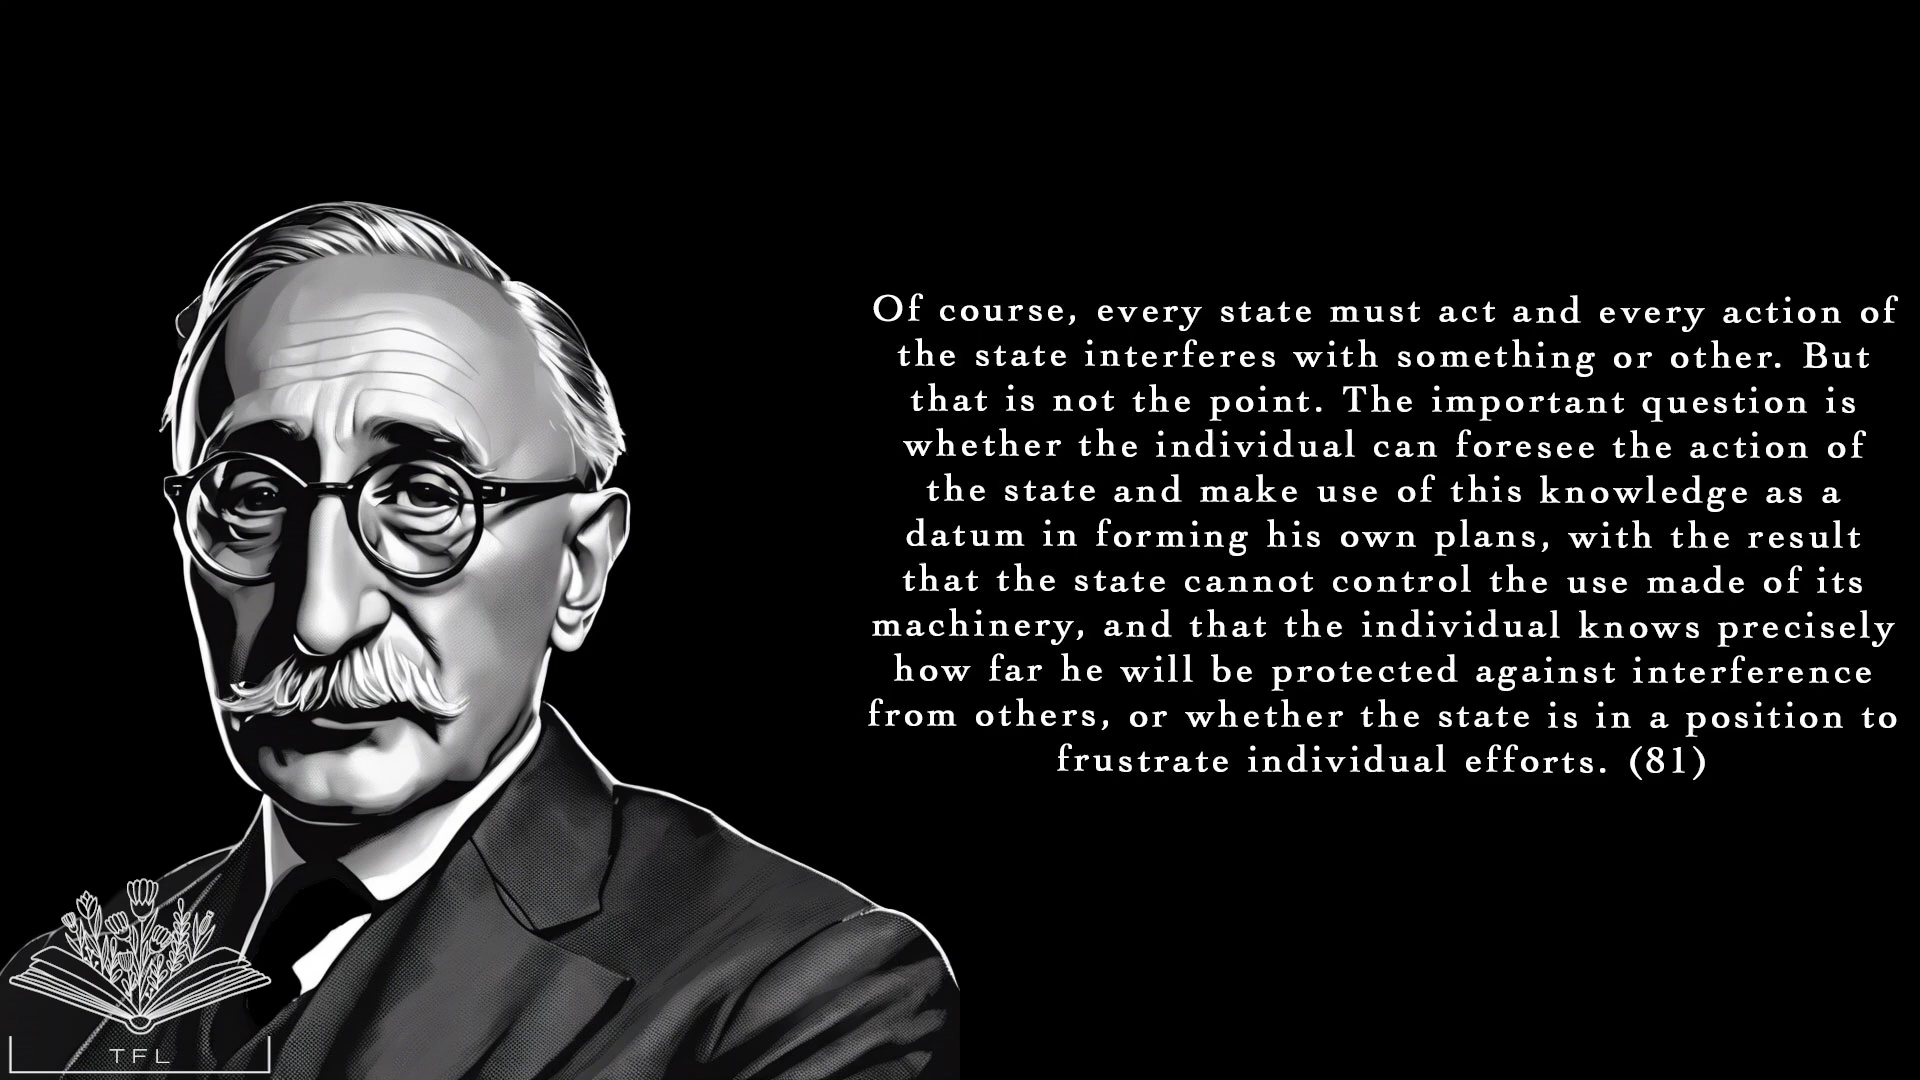 Of course, every state must act and every action of
the state interferes with something or other. But
that is not the point. The important question is
whether the individual can foresee the action of
the state and make use of this knowledge as a
datum in forming his own plans, with the result
that the state cannot control the use made of its
machinery, and that the individual knows precisely
how far he will be protected against interference
from others, or whether the state is in a position to
frustrate individual efforts. (81)
TFL